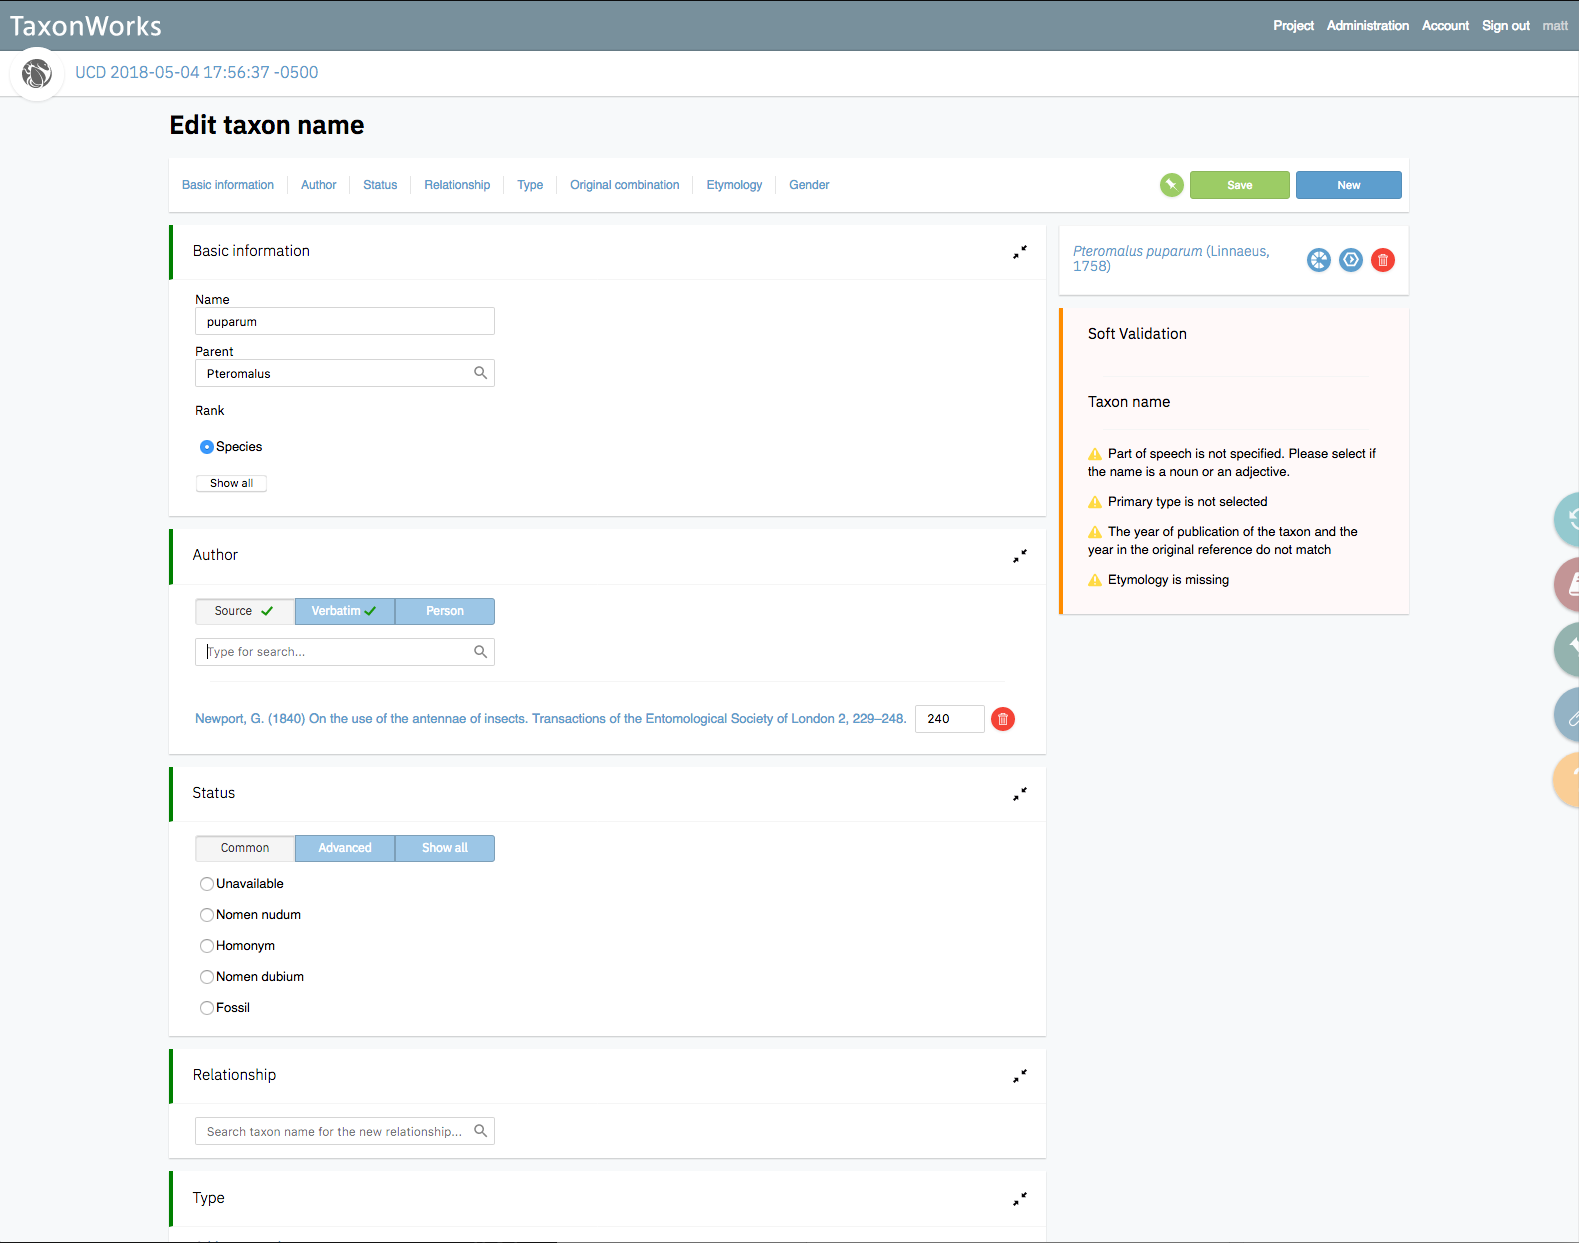 TaxonWorks
Project Administration Account Sign out matt
UCD 2018-05-04 17:56:37 -0500
Edit taxon name
Basic information Author Status Relationship Type Original combination Etymology Gender
Save New
Basic information
Name
puparum
Parent
Pteromalus
Rank
Species
Show all
Author
Source Verbatim Person
Type for search...
Newport, G. (1840) On the use of the antennae of insects. Transactions of the Entomological Society of London 2, 229–248. 240
Status
Common Advanced Show all
Unavailable
Nomen nudum
Homonym
Nomen dubium
Fossil
Relationship
Search taxon name for the new relationship...
Type
Pteromalus puparum (Linnaeus,
1758)
Soft Validation
Taxon name
Part of speech is not specified. Please select if
the name is a noun or an adjective.
Primary type is not selected
The year of publication of the taxon and the
year in the original reference do not match
Etymology is missing